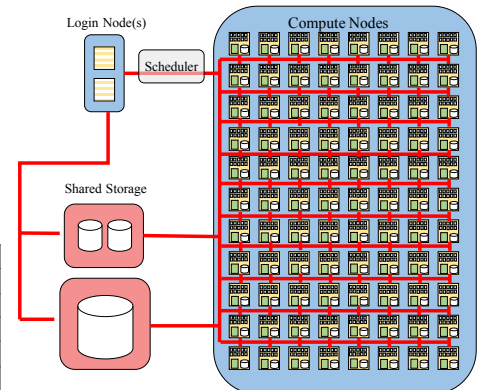 Login Node(s)
Compute Nodes
Scheduler
Shared Storage